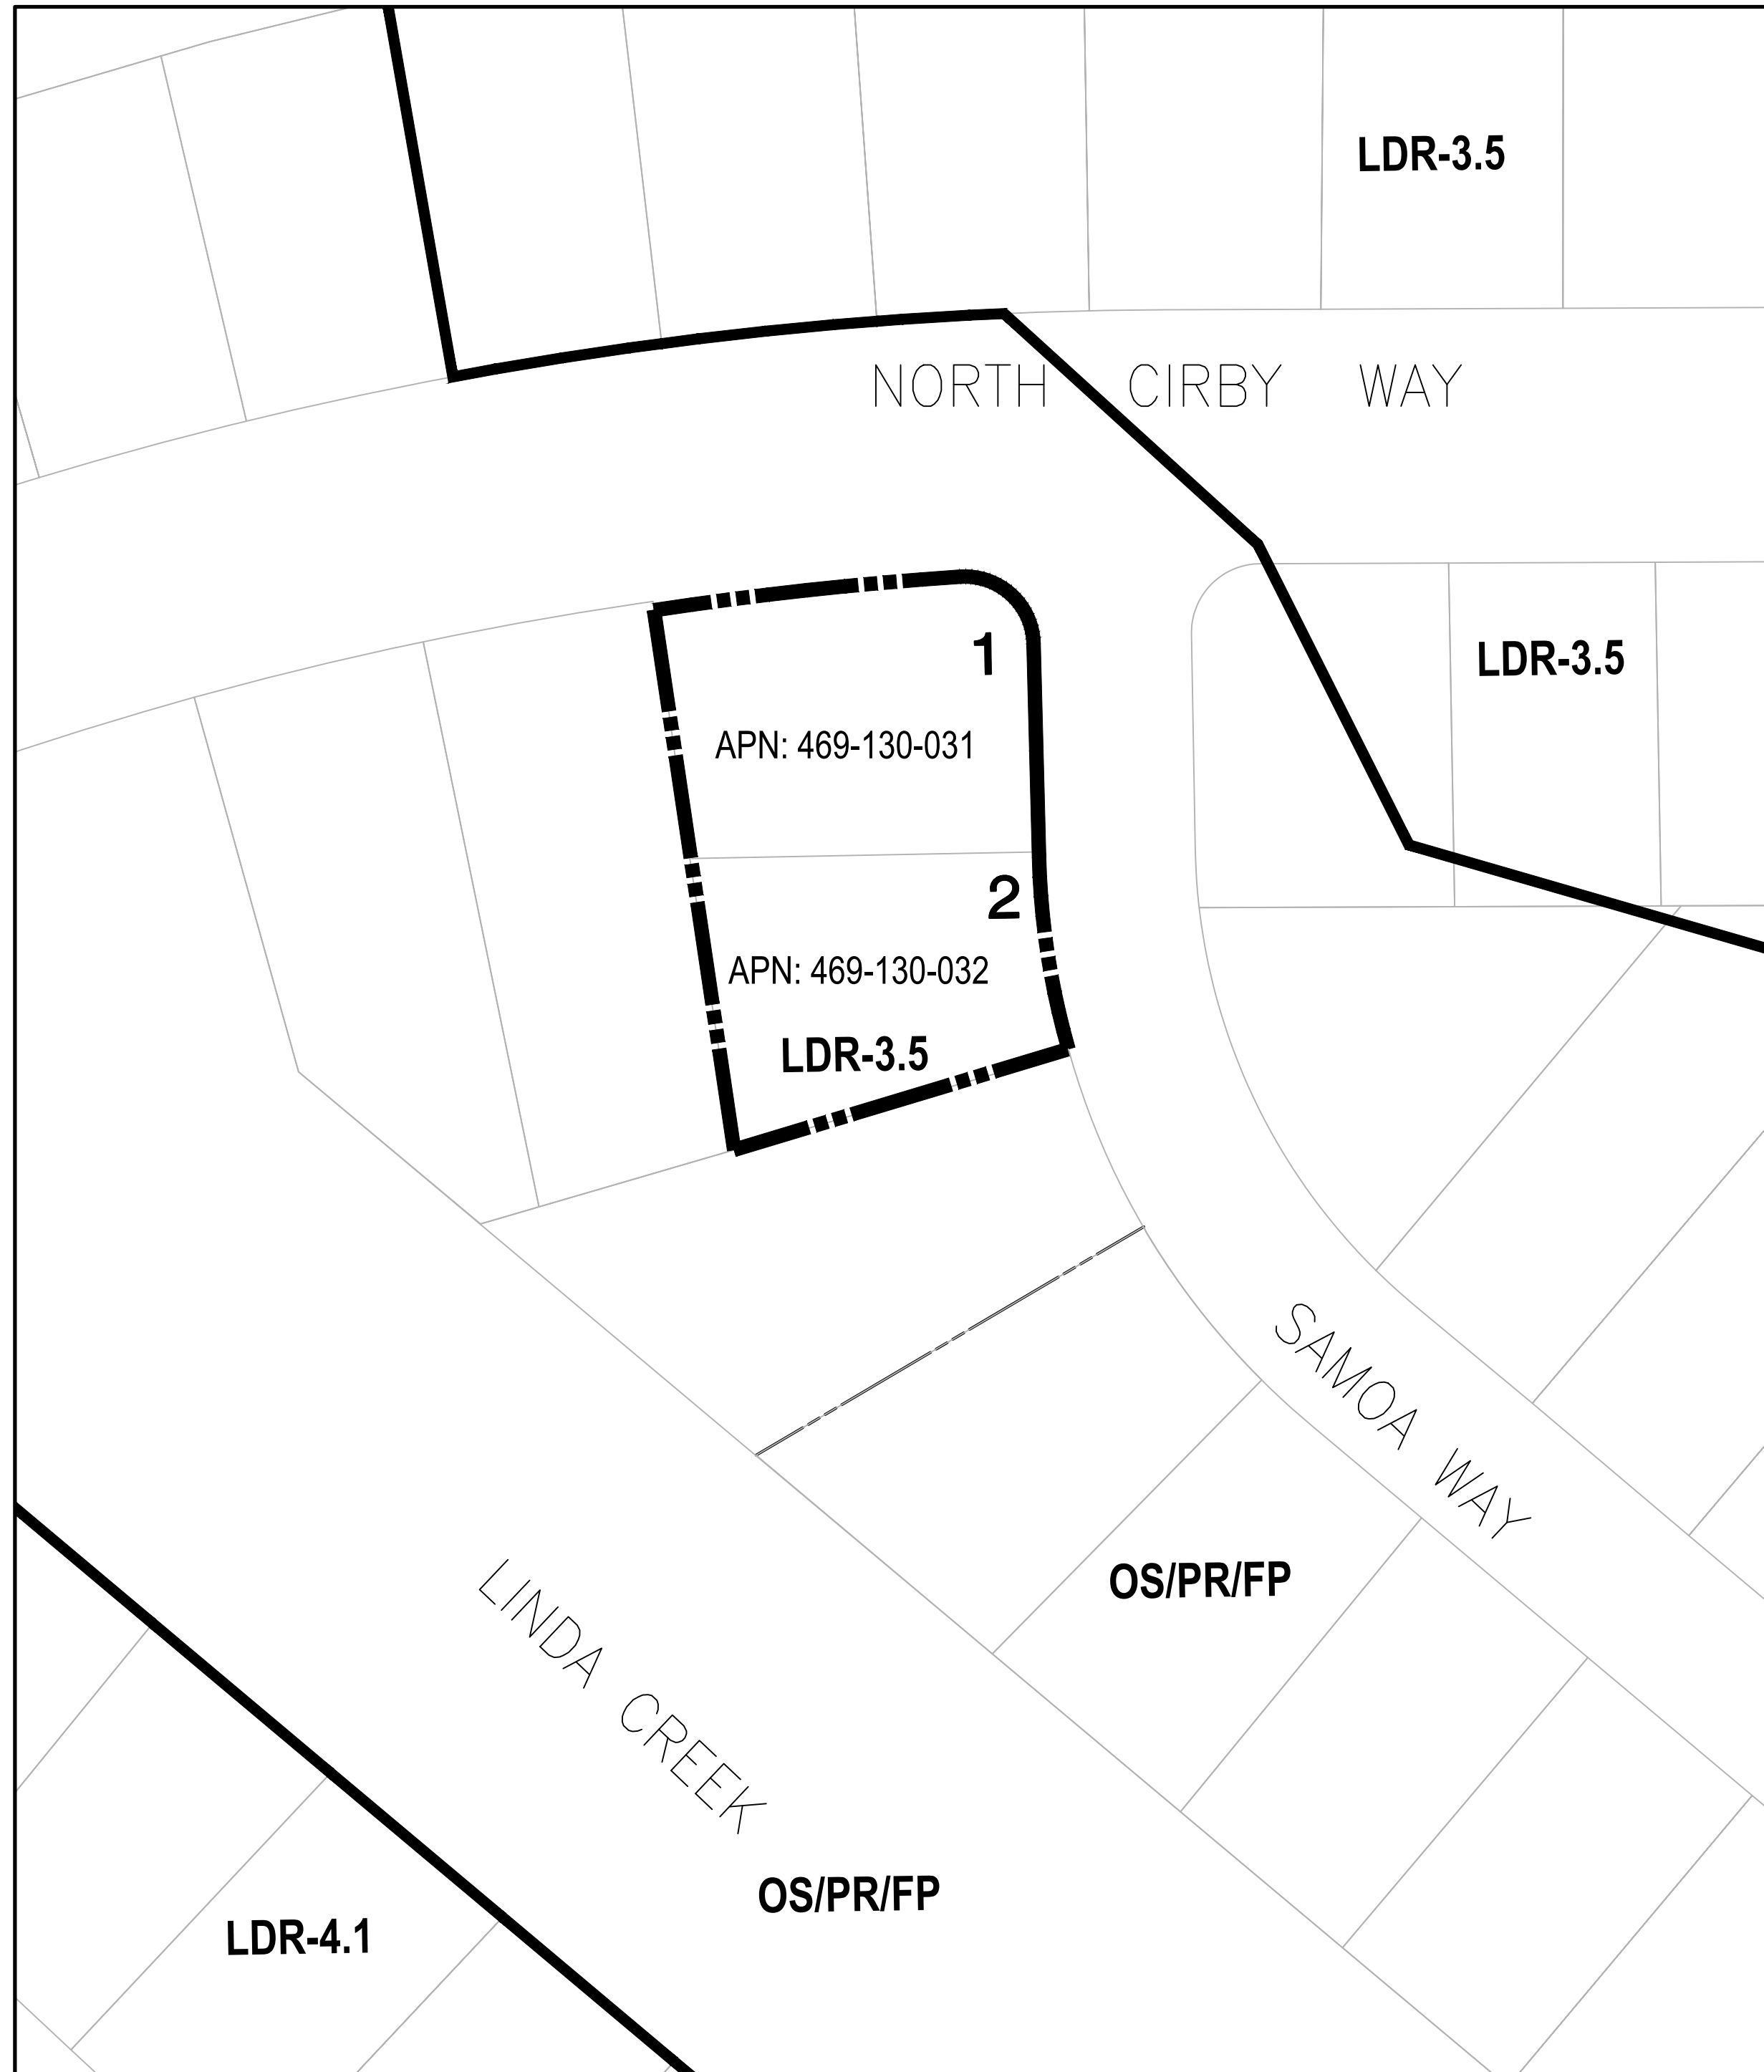 LDR-3.5
NORTH CIRBY WAY
1
LDR-3.5
APN: 469-130-031
2
APN: 469-130-032
LDR-3.5
SAMOA WAY
OS/PR/FP
LINDA CREEK
OS/PR/FP
LDR-4.1